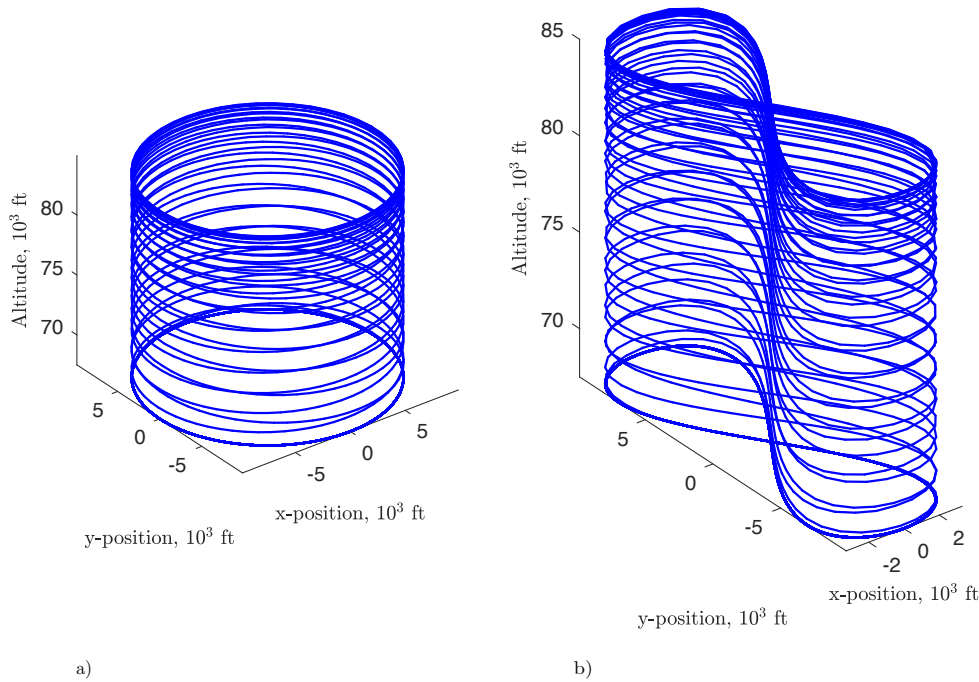 Altitude, 10³ ft
80
75
70
5
0
-5
-5
0
5
x-position, 10³ ft
y-position, 10³ ft
a)
Altitude, 10³ ft
85
80
75
70
5
0
-5
-2
0
2
x-position, 10³ ft
y-position, 10³ ft
b)